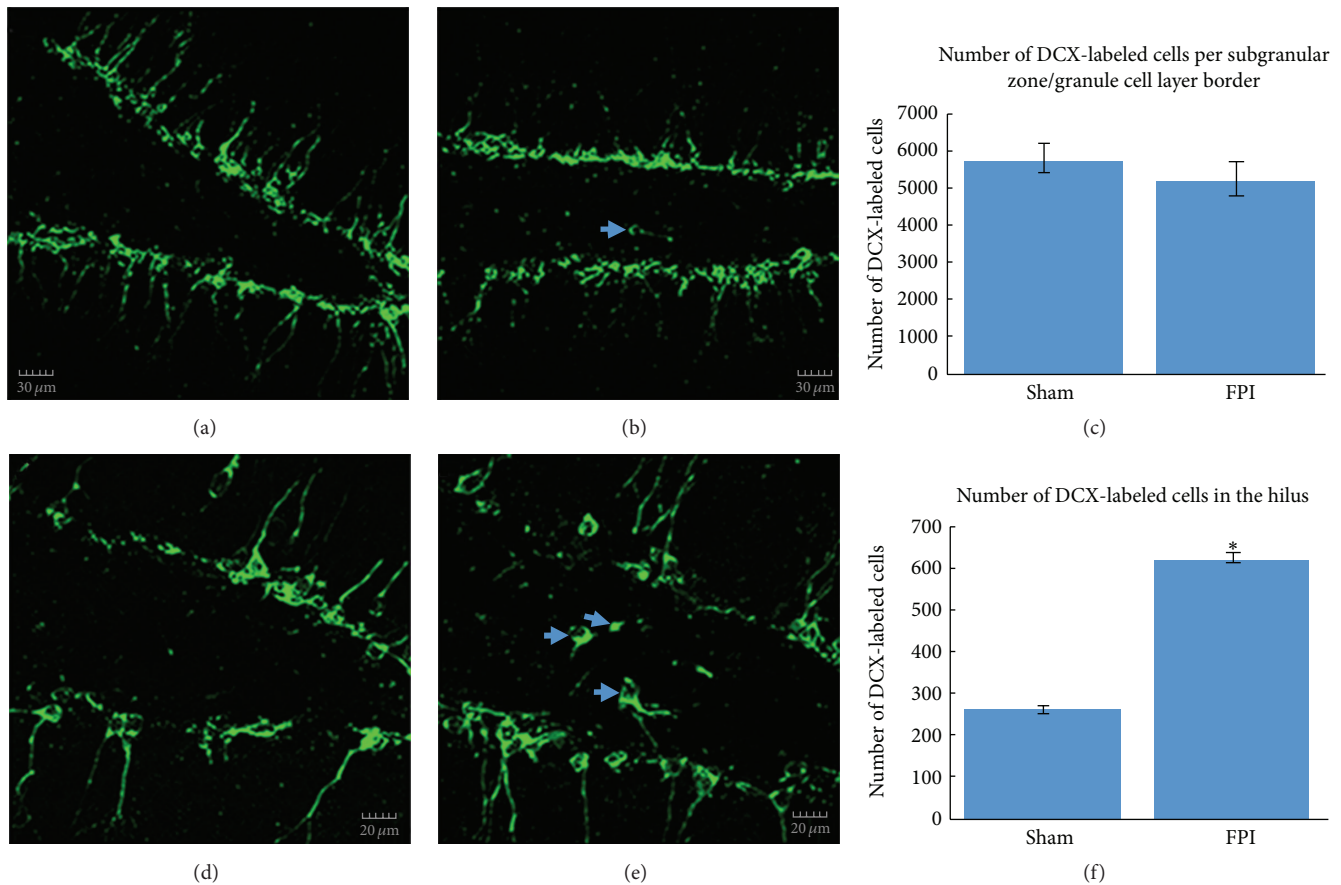 30 μm
(a)
30 μm
(b)
Number of DCX-labeled cells per subgranular
zone/granule cell layer border
Number of DCX-labeled cells
7000
6000
5000
4000
3000
2000
1000
0
Sham
FPI
(c)
20 μm
(d)
20 μm
(e)
Number of DCX-labeled cells in the hilus
Number of DCX-labeled cells
700
600
500
400
300
200
100
0
*
Sham
FPI
(f)